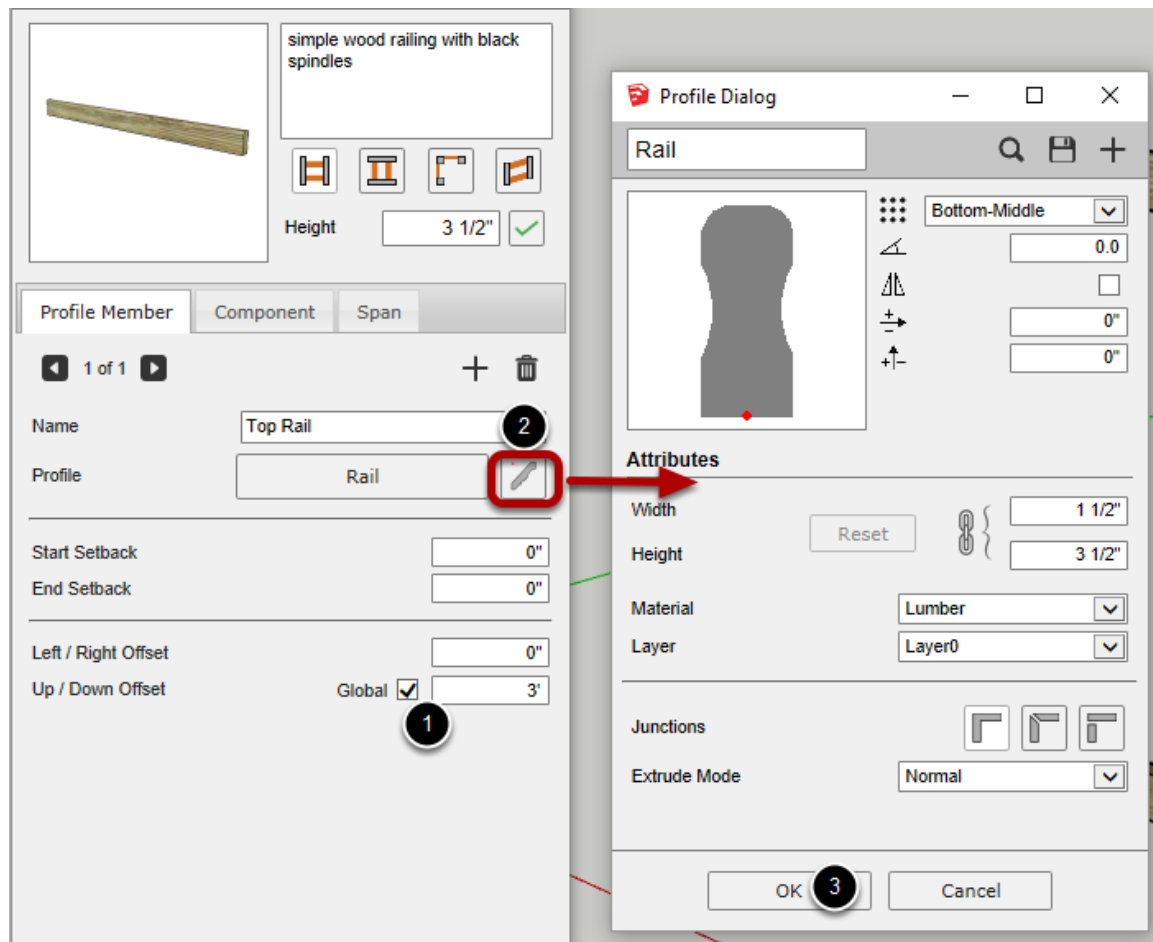 simple wood railing with black
spindles
Height 3 1/2"
Profile Member Component Span
1 of 1
Name Top Rail
2
Profile Rail
Start Setback 0"
End Setback 0"
Left / Right Offset 0"
Up / Down Offset Global 3'
1
Profile Dialog
Rail
Bottom-Middle
0.0
0"
0"
Attributes
Width 1 1/2"
Reset
Height 3 1/2"
Material Lumber
Layer Layer0
Junctions
Extrude Mode Normal
OK 3 Cancel